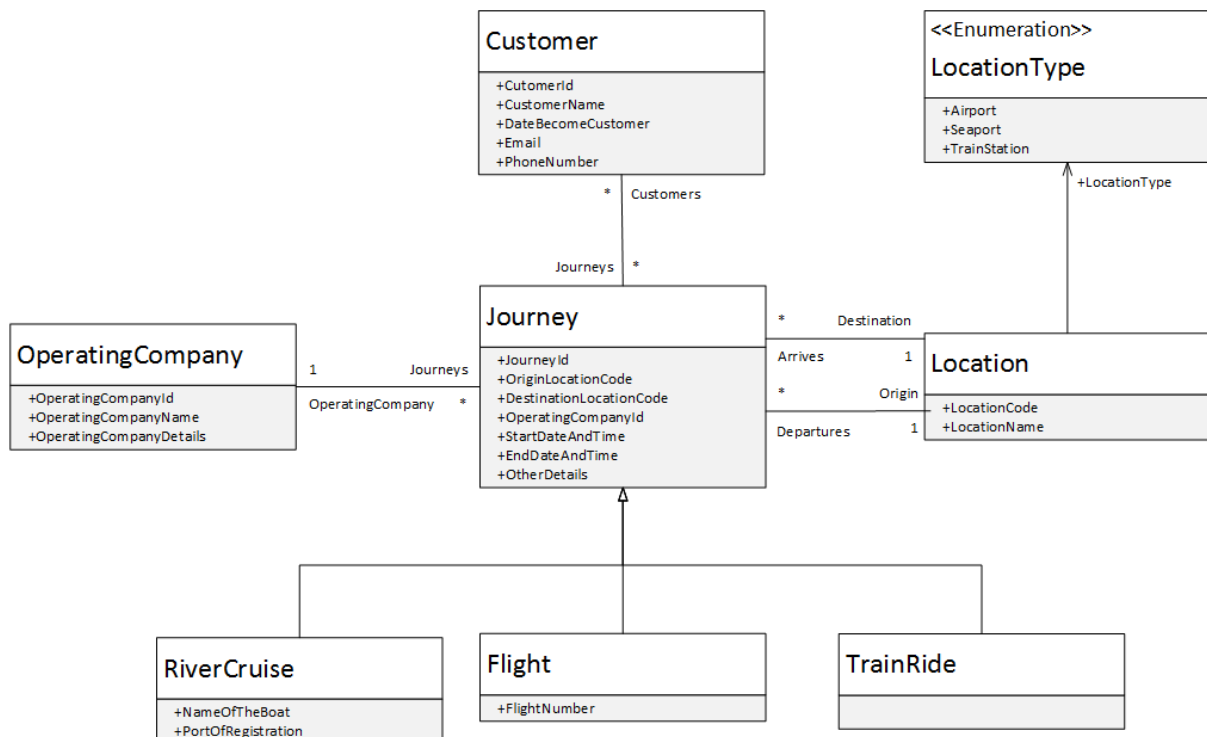 Customer
+CutomerId
+CustomerName
+DateBecomeCustomer
+Email
+PhoneNumber
<<Enumeration>>
LocationType
+Airport
+Seaport
+TrainStation
+LocationType
* Customers
Journeys *
OperatingCompany
+OperatingCompanyId
+OperatingCompanyName
+OperatingCompanyDetails
1 Journeys
OperatingCompany *
Journey
+JourneyId
+OriginLocationCode
+DestinationLocationCode
+OperatingCompanyId
+StartDateAndTime
+EndDateAndTime
+OtherDetails
* Destination
Arrives 1
* Origin
Departures 1
Location
+LocationCode
+LocationName
RiverCruise
+NameOfTheBoat
+PortOfRegistration
Flight
+FlightNumber
TrainRide